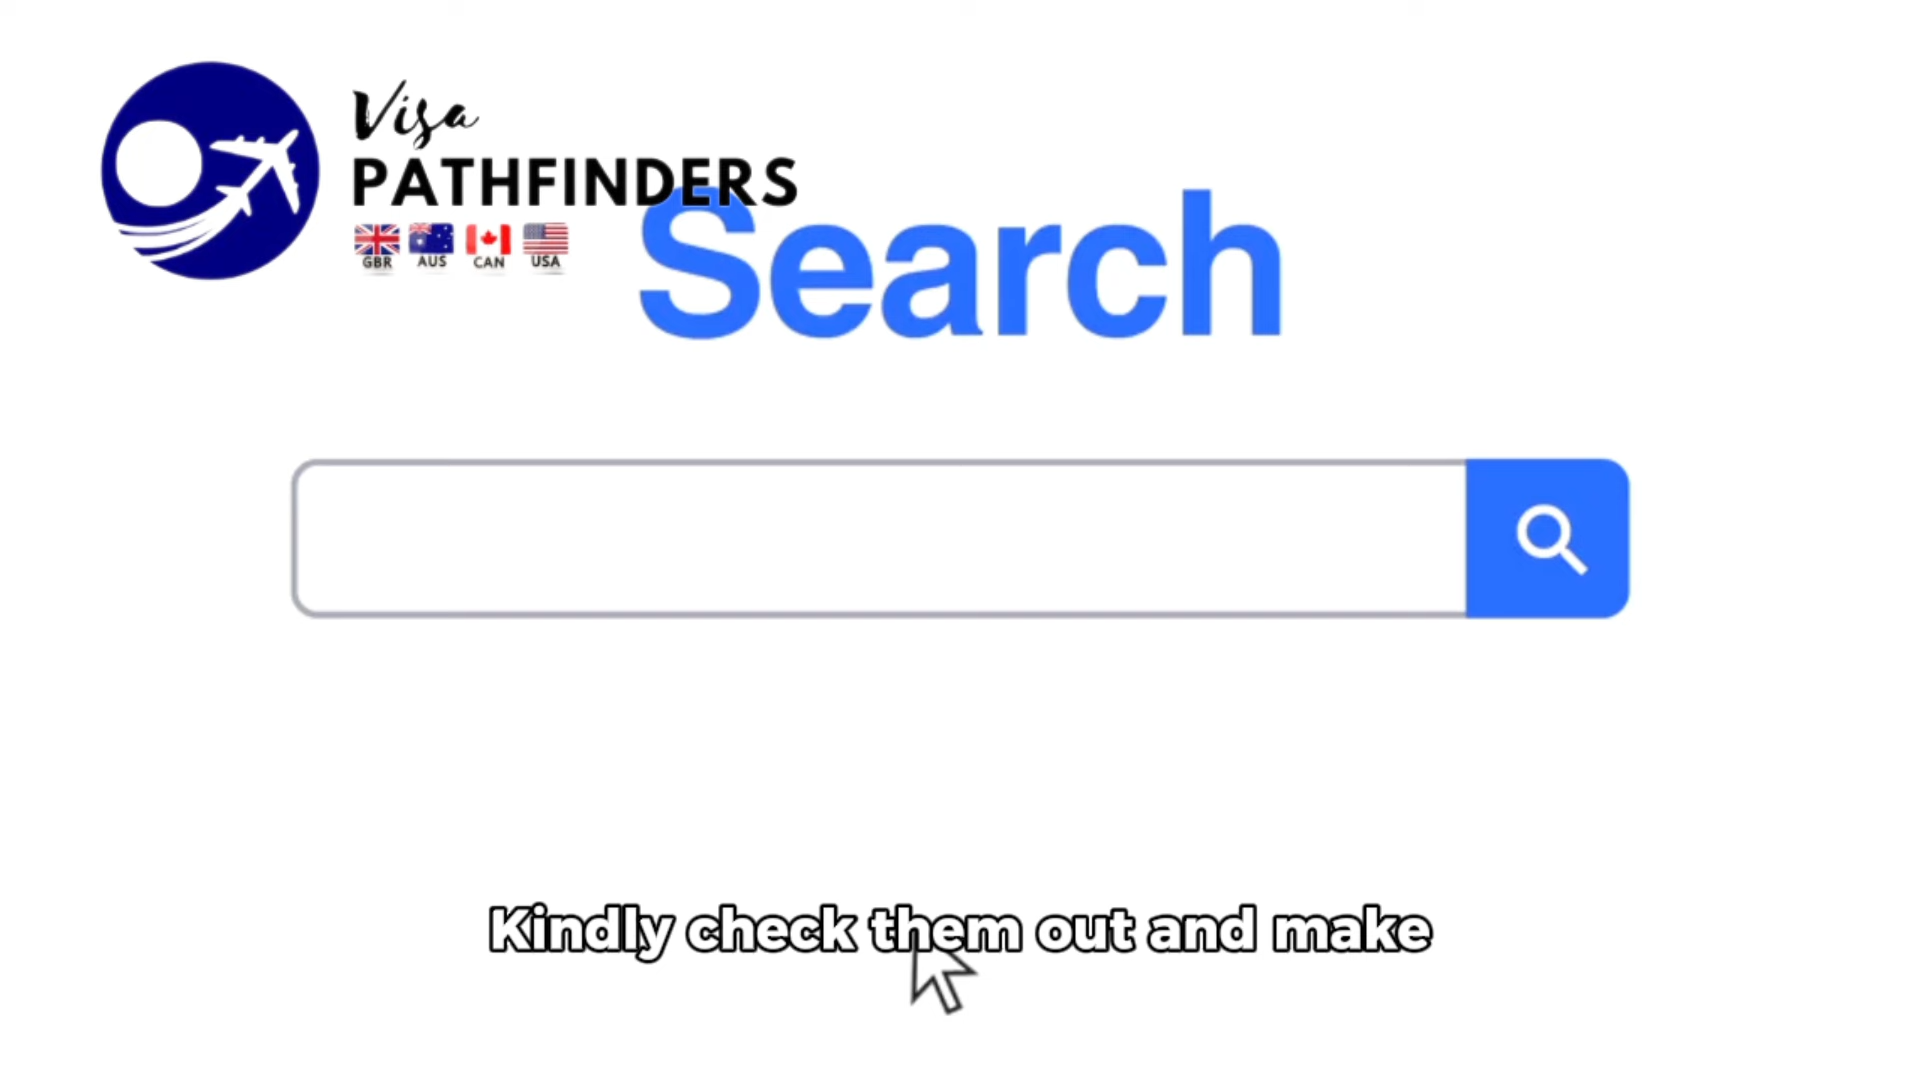 Visa
PATHFINDERS
GBR AUS CAN USA
Search
Kindly check them out and make